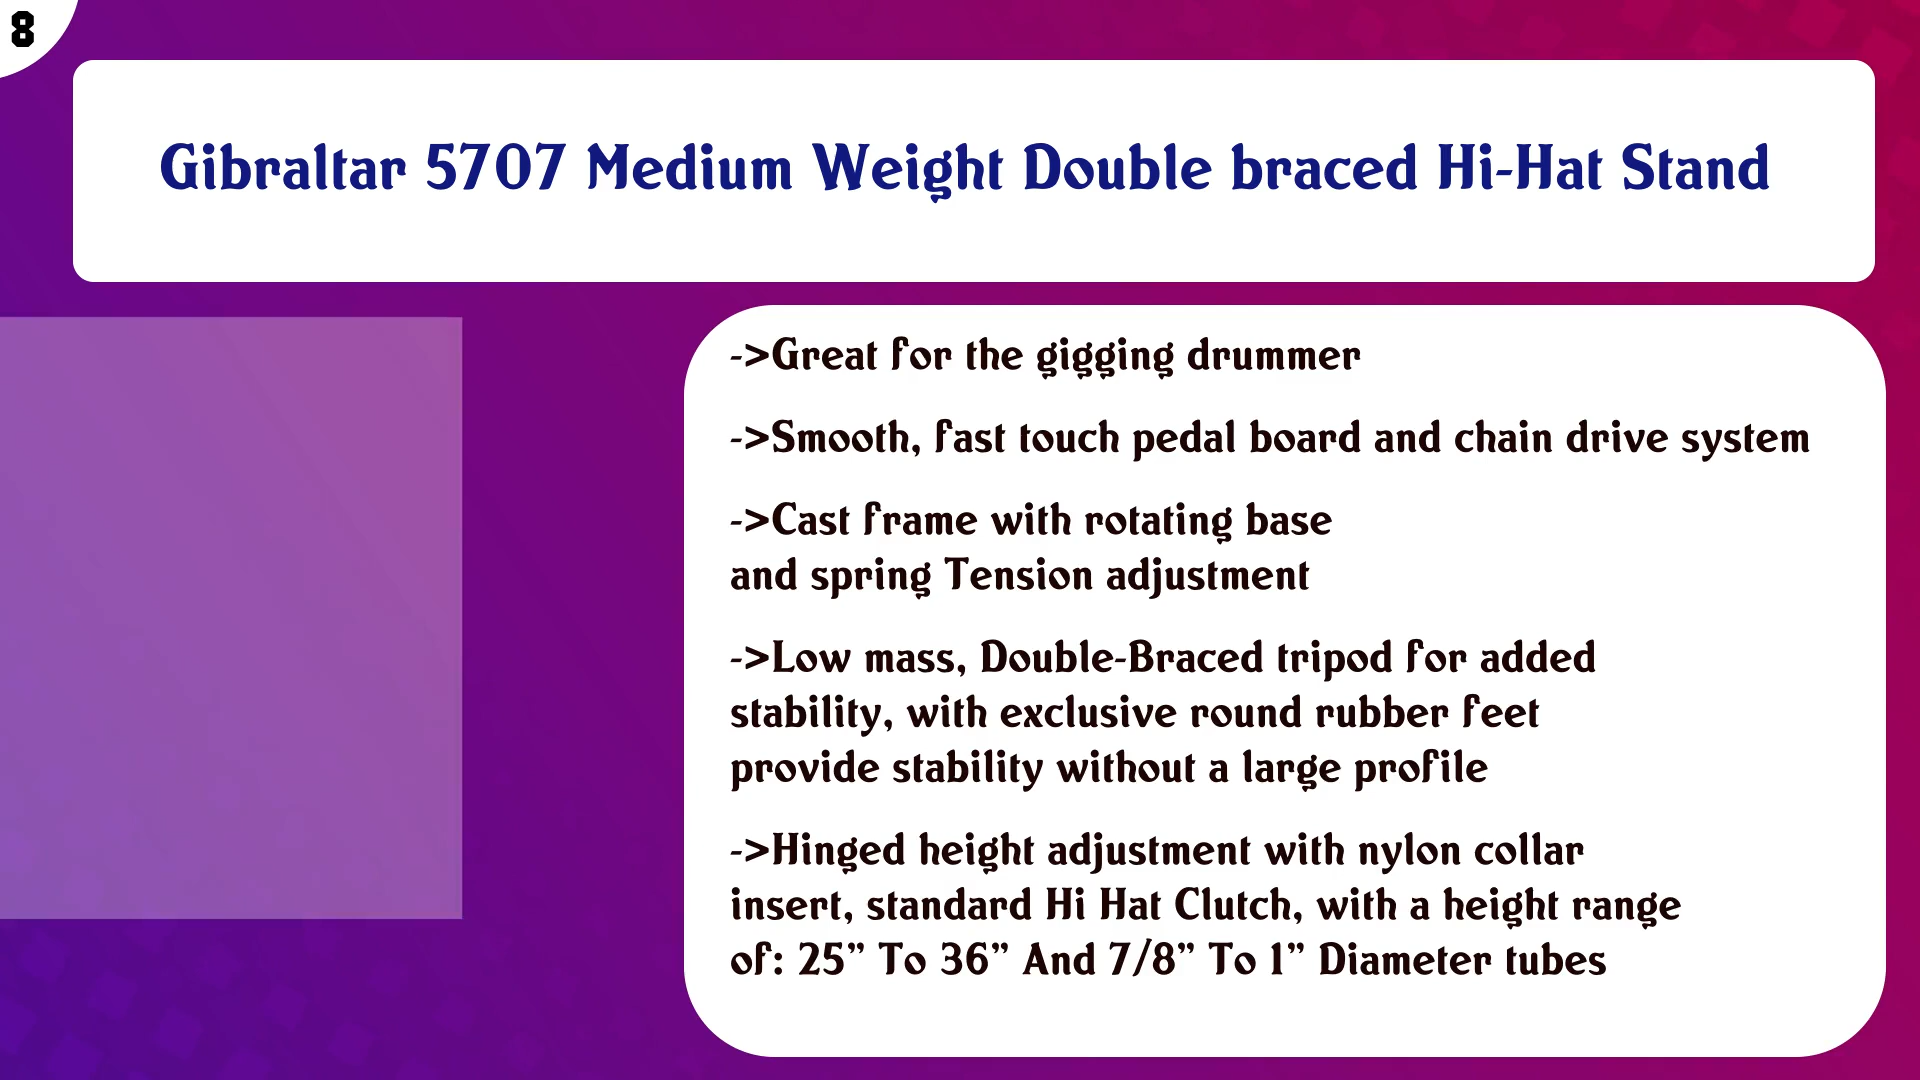 8
Gibraltar 5707 Medium Weight Double braced Hi-Hat Stand
->Great for the gigging drummer
->Smooth, fast touch pedal board and chain drive system
->Cast frame with rotating base
and spring Tension adjustment
->Low mass, Double-Braced tripod for added
stability, with exclusive round rubber feet
provide stability without a large profile
->Hinged height adjustment with nylon collar
insert, standard Hi Hat Clutch, with a height range
of: 25” To 36” And 7/8” To 1” Diameter tubes